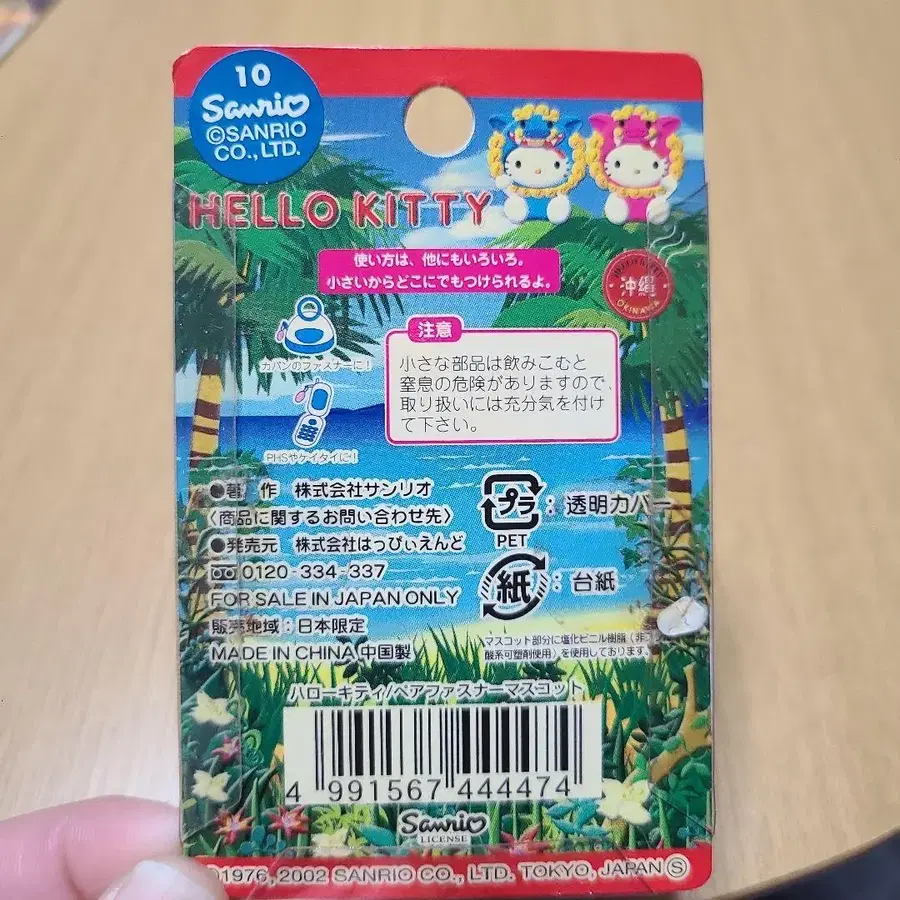 10
Sanrio
©SANRIO
CO., LTD.
HELLO KITTY
使い方は、他にもいろいろ。
小さいからどこにでもつけられるよ。
沖縄
OKINAWA
カバンのファスナーに!
PHSやケイタイに!
注意
小さな部品は飲みこむと
窒息の危険がありますので、
取り扱いには充分気を付け
て下さい。
●著 作 株式会社サンリオ
〈商品に関するお問い合わせ先〉
●発売元 株式会社はっぴぃえんど
0120-334-337
FOR SALE IN JAPAN ONLY
販売地域:日本限定
MADE IN CHINA 中国製
プラ : 透明カバー
PET
紙 : 台紙
マスコット部分に塩化ビニル樹脂(非
酸系可塑剤使用)を使用しております。
ハローキティ/ペアファスナーマスコット
4 991567 444474
Sanrio
LICENSE
©1976, 2002 SANRIO CO., LTD. TOKYO, JAPAN Ⓢ